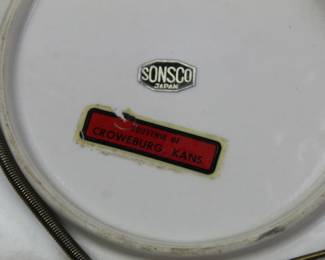 SONSCO
JAPAN
SOUVENIR OF
CROWEBURG, KANS.